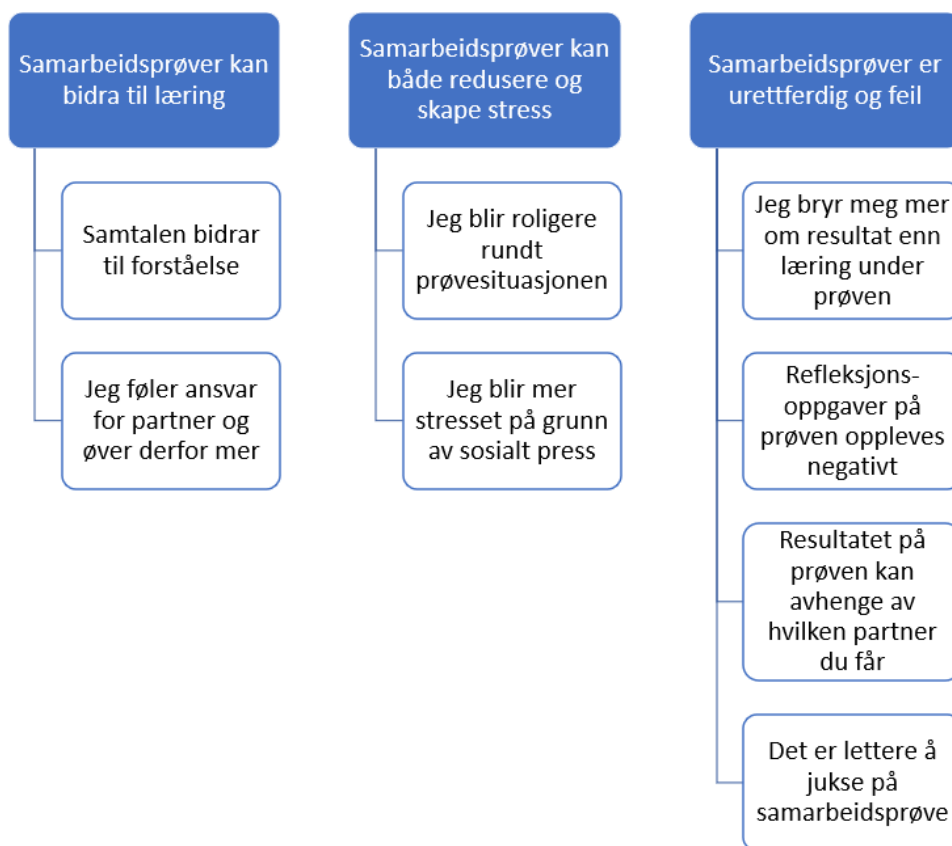 Samarbeidsprøver kan
bidra til læring
Samtalen bidrar
til forståelse
Jeg føler ansvar
for partner og
øver derfor mer
Samarbeidsprøver kan
både redusere og
skape stress
Jeg blir roligere
rundt
prøvesituasjonen
Jeg blir mer
stresset på grunn
av sosialt press
Samarbeidsprøver er
urettferdig og feil
Jeg bryr meg mer
om resultat enn
læring under
prøven
Refleksjons-
oppgaver på
prøven oppleves
negativt
Resultatet på
prøven kan
avhenge av
hvilken partner
du får
Det er lettere å
jukse på
samarbeidsprøve